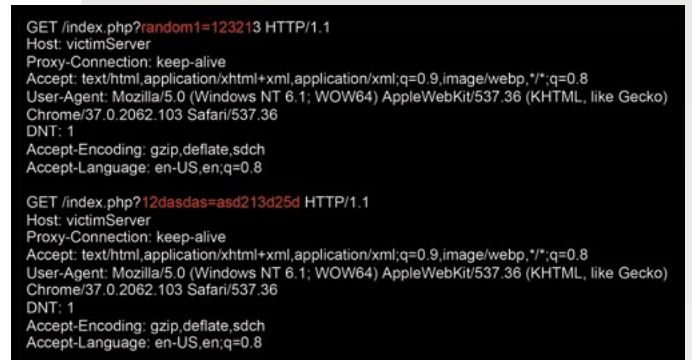 GET /index.php?random1=123213 HTTP/1.1
Host: victimServer
Proxy-Connection: keep-alive
Accept: text/html,application/xhtml+xml,application/xml;q=0.9,image/webp,*/*;q=0.8
User-Agent: Mozilla/5.0 (Windows NT 6.1; WOW64) AppleWebKit/537.36 (KHTML, like Gecko)
Chrome/37.0.2062.103 Safari/537.36
DNT: 1
Accept-Encoding: gzip,deflate,sdch
Accept-Language: en-US,en;q=0.8
GET /index.php?12dasdas=asd213d25d HTTP/1.1
Host: victimServer
Proxy-Connection: keep-alive
Accept: text/html,application/xhtml+xml,application/xml;q=0.9,image/webp,*/*;q=0.8
User-Agent: Mozilla/5.0 (Windows NT 6.1; WOW64) AppleWebKit/537.36 (KHTML, like Gecko)
Chrome/37.0.2062.103 Safari/537.36
DNT: 1
Accept-Encoding: gzip,deflate,sdch
Accept-Language: en-US,en;q=0.8